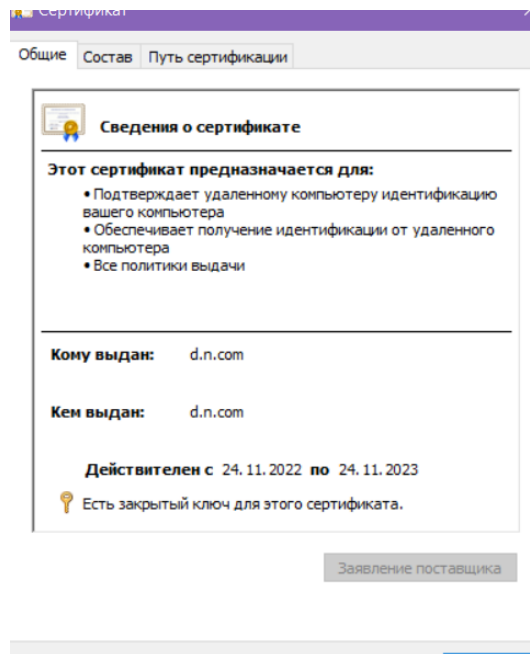 Сертификат
Общие Состав Путь сертификации
Сведения о сертификате
Этот сертификат предназначается для:
• Подтверждает удаленному компьютеру идентификацию
вашего компьютера
• Обеспечивает получение идентификации от удаленного
компьютера
• Все политики выдачи
Кому выдан: d.n.com
Кем выдан: d.n.com
Действителен с 24.11.2022 по 24.11.2023
Есть закрытый ключ для этого сертификата.
Заявление поставщика